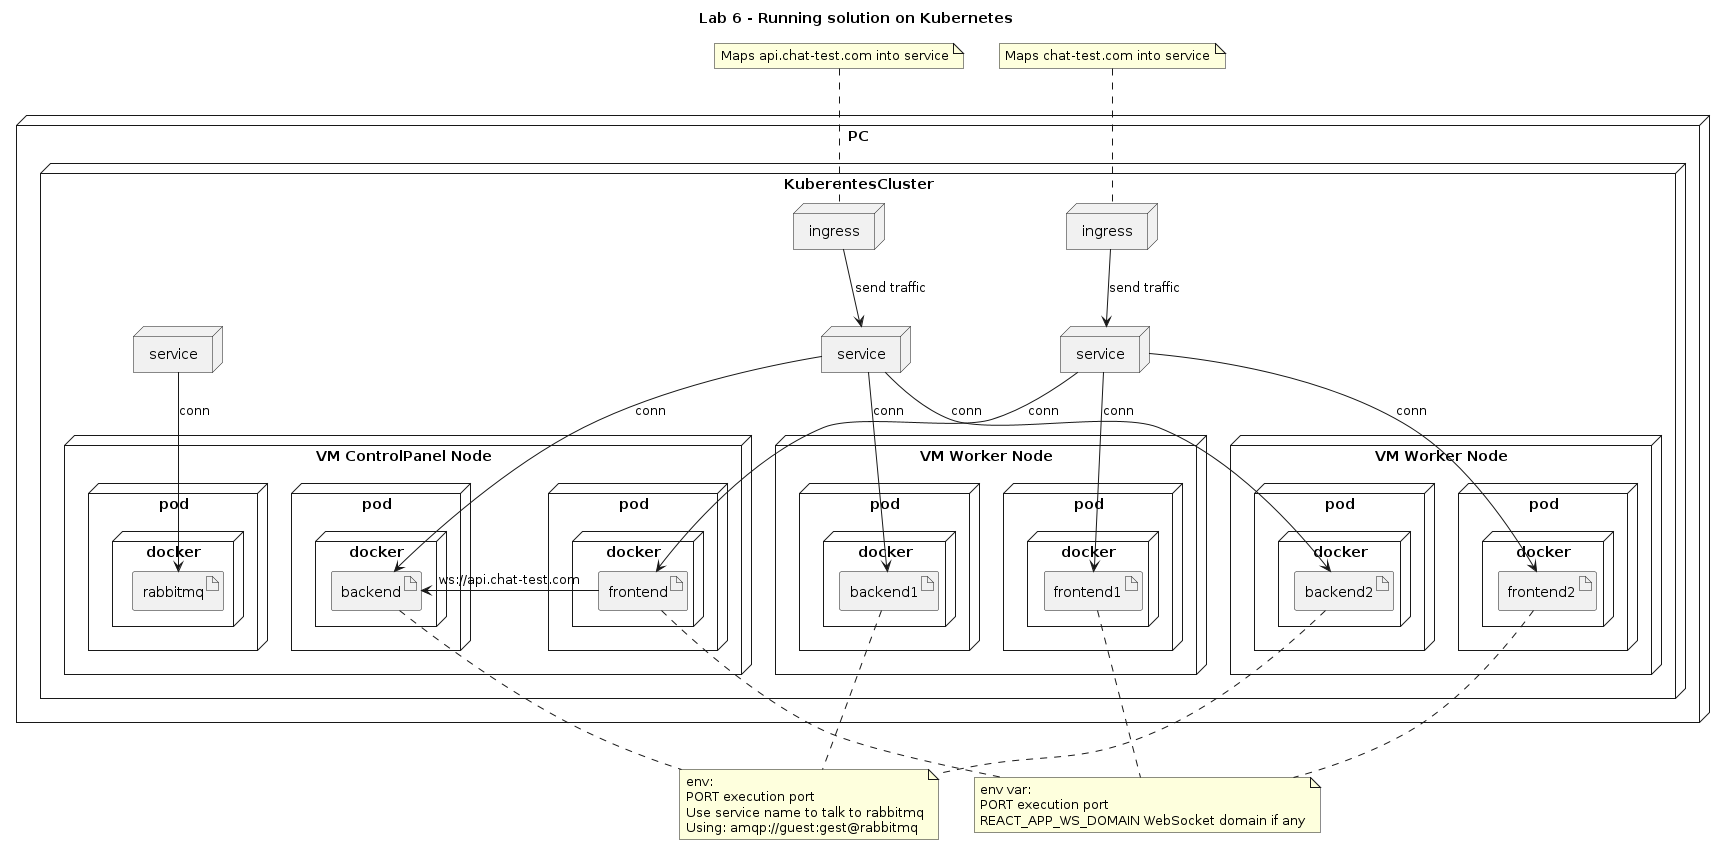 Lab 6 - Running solution on Kubernetes
Maps api.chat-test.com into service
Maps chat-test.com into service
PC
KuberentesCluster
ingress
ingress
send traffic
send traffic
service
service
service
conn
conn
conn
conn
conn
conn
conn
VM ControlPanel Node
VM Worker Node
VM Worker Node
pod
pod
pod
pod
pod
pod
pod
docker
docker
docker
docker
docker
docker
docker
ws://api.chat-test.com
rabbitmq
backend
frontend
backend1
frontend1
backend2
frontend2
env:
PORT execution port
Use service name to talk to rabbitmq
Using: amqp://guest:gest@rabbitmq
env var:
PORT execution port
REACT_APP_WS_DOMAIN WebSocket domain if any